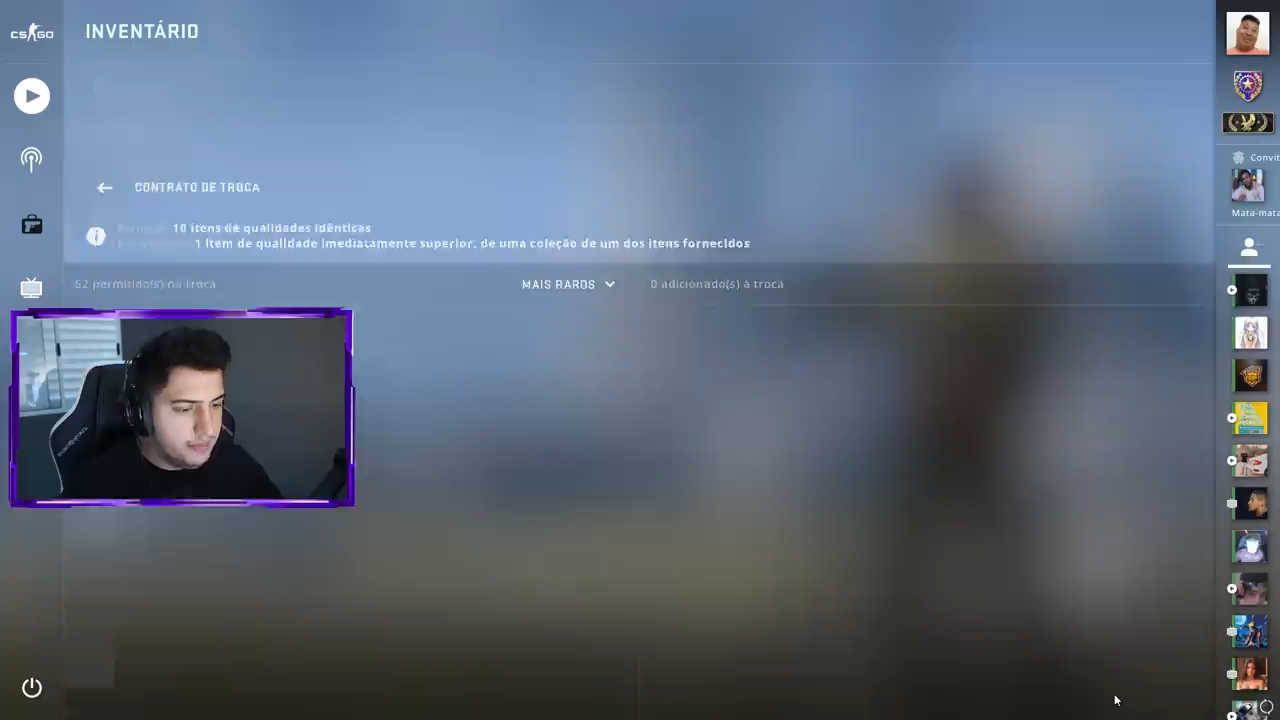 CS GO
INVENTÁRIO
CONTRATO DE TROCA
10 itens de qualidades idênticas
1 item de qualidade imediatamente superior, de uma coleção de um dos itens fornecidos
62 permitido(s) na troca
MAIS RAROS
0 adicionado(s) à troca
Convit
Mata-mata